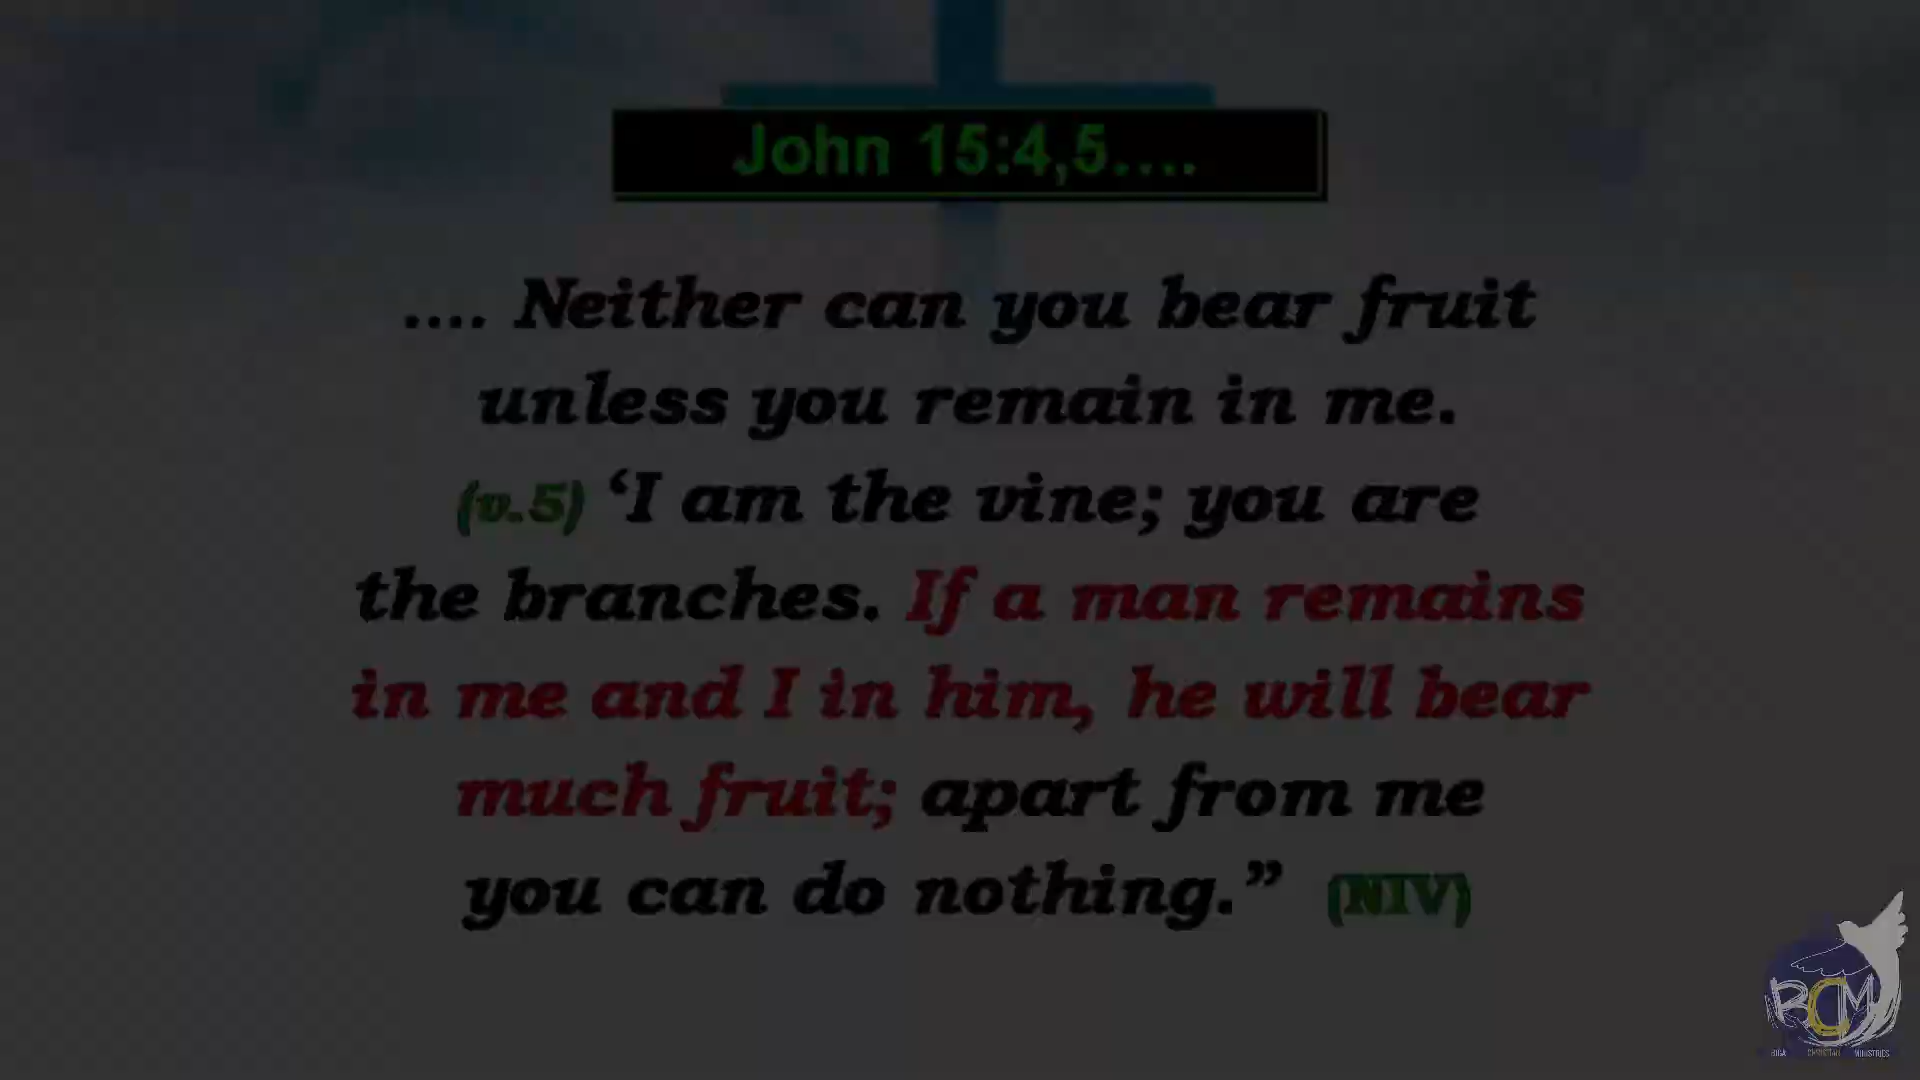 John 15:4,5....
.... Neither can you bear fruit
unless you remain in me.
(v.5) ‘I am the vine; you are
the branches. If a man remains
in me and I in him, he will bear
much fruit; apart from me
you can do nothing.” (NIV)
BCM
MINISTRIES